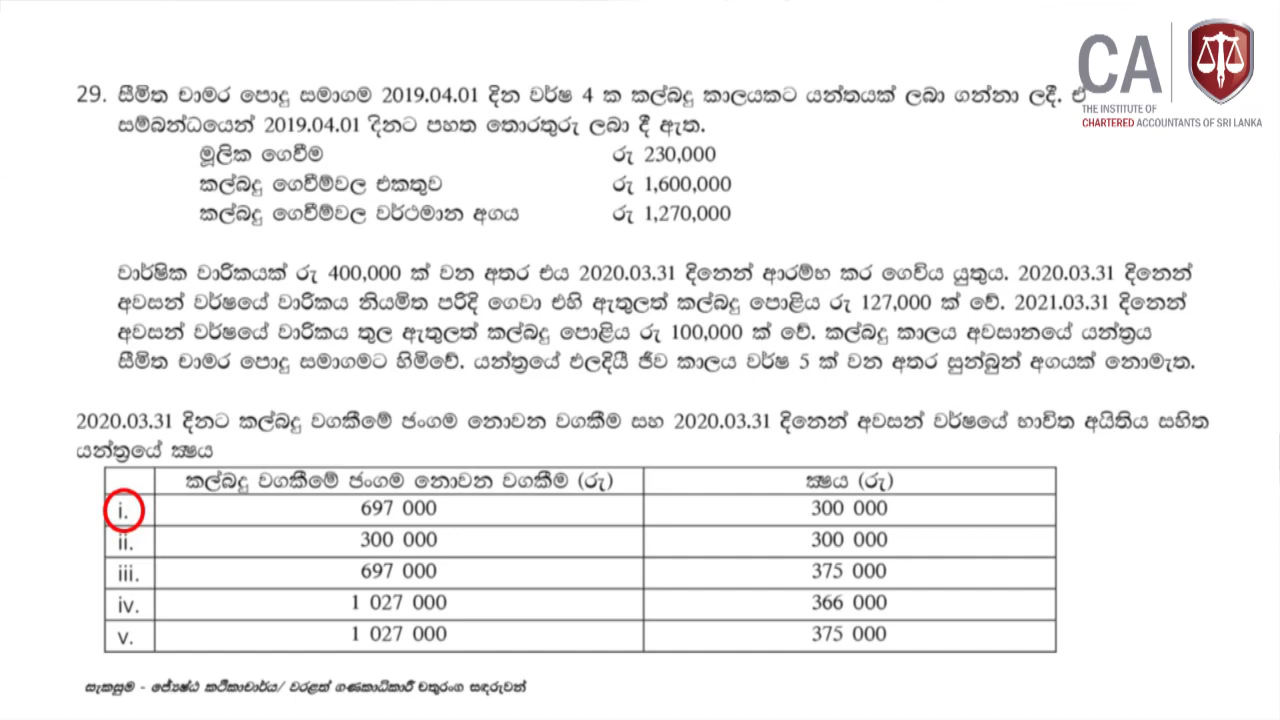 CA
THE INSTITUTE OF
CHARTERED ACCOUNTANTS OF SRI LANKA
29. සීමිත චාමර පොදු සමාගම 2019.04.01 දින වර්ෂ 4 ක කල්බදු කාලයකට යන්තයක් ලබා ගන්නා ලදී. එ
සම්බන්ධයෙන් 2019.04.01 දිනට පහත තොරතුරු ලබා දී ඇත.
මූලික ගෙවීම රු 230,000
කල්බදු ගෙවීම්වල එකතුව රු 1,600,000
කල්බදු ගෙවීම්වල වර්ථමාන අගය රු 1,270,000
වාර්ෂික වාරිකයක් රු 400,000 ක් වන අතර එය 2020.03.31 දිනෙන් ආරම්භ කර ගෙවිය යුතුය. 2020.03.31 දිනෙන්
අවසන් වර්ෂයේ වාරිකය නියමිත පරිදි ගෙවා එහි ඇතුලත් කල්බදු පොළිය රු 127,000 ක් වේ. 2021.03.31 දිනෙන්
අවසන් වර්ෂයේ වාරිකය තුල ඇතුලත් කල්බදු පොළිය රු 100,000 ක් වේ. කල්බදු කාලය අවසානයේ යන්ත්‍රය
සීමිත චාමර පොදු සමාගමට හිමිවේ. යන්ත්‍රයේ ඵලදායී ජීව කාලය වර්ෂ 5 ක් වන අතර සුන්බුන් අගයක් නොමැත.
2020.03.31 දිනට කල්බදු වගකීමේ ජංගම නොවන වගකීම සහ 2020.03.31 දිනෙන් අවසන් වර්ෂයේ භාවිත අයිතිය සහිත
යන්ත්‍රයේ ක්‍ෂය
කල්බදු වගකීමේ ජංගම නොවන වගකීම (රු) ක්‍ෂය (රු)
i. 697 000 300 000
ii. 300 000 300 000
iii. 697 000 375 000
iv. 1 027 000 366 000
v. 1 027 000 375 000
සැකසුම - ජ්‍යෙෂ්ඨ කථිකාචාර්ය/ වරළත් ගණකාධිකාරී චතුරංග සඳරුවන්